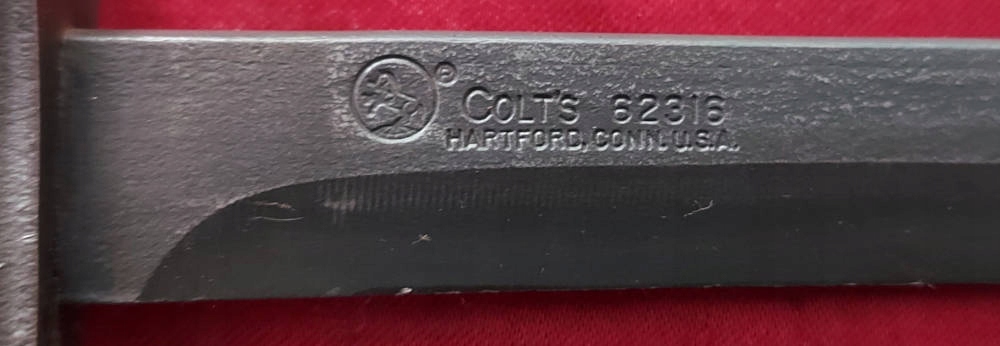 COLT'S 62316
HARTFORD, CONN. U.S.A.